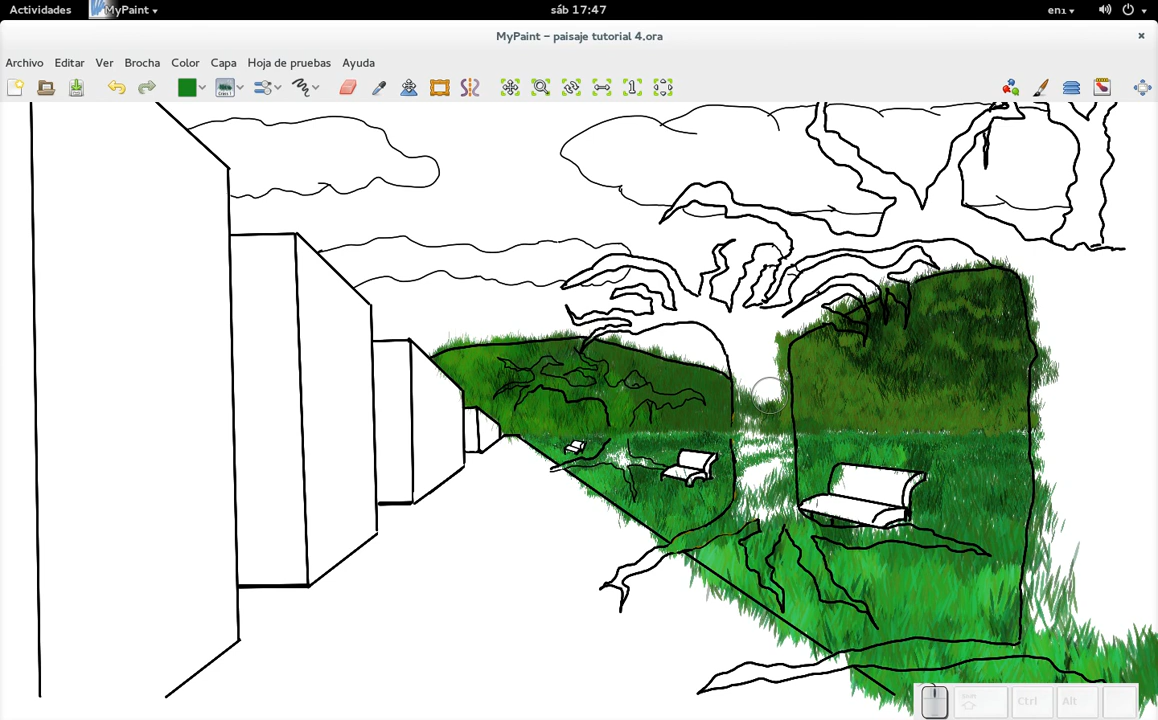 Actividades MyPaint sáb 17:47 en1
MyPaint – paisaje tutorial 4.ora
Archivo Editar Ver Brocha Color Capa Hoja de pruebas Ayuda
1
Ctrl Alt